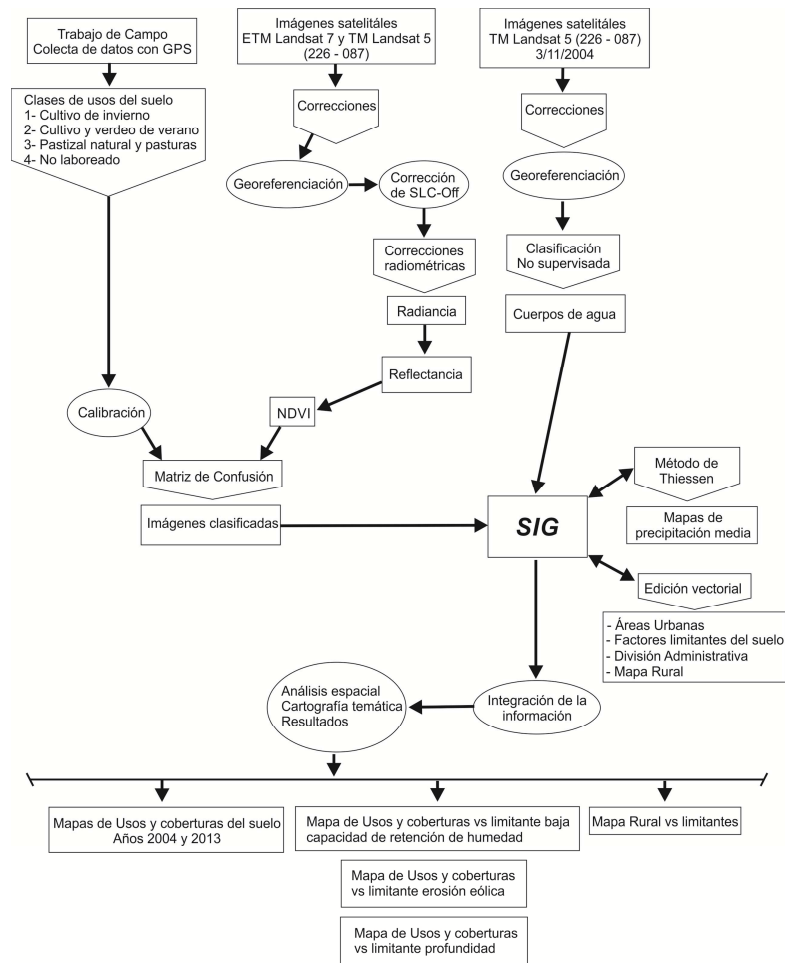 Trabajo de Campo
Colecta de datos con GPS
Clases de usos del suelo
1- Cultivo de invierno
2- Cultivo y verdeo de verano
3- Pastizal natural y pasturas
4- No laboreado
Calibración
Imágenes satelitáles
ETM Landsat 7 y TM Landsat 5
(226 - 087)
Correcciones
Georeferenciación
Corrección
de SLC-Off
Correcciones
radiométricas
Radiancia
Reflectancia
NDVI
Matriz de Confusión
Imágenes clasificadas
Imágenes satelitáles
TM Landsat 5 (226 - 087)
3/11/2004
Correcciones
Georeferenciación
Clasificación
No supervisada
Cuerpos de agua
SIG
Método de
Thiessen
Mapas de
precipitación media
Edición vectorial
- Áreas Urbanas
- Factores limitantes del suelo
- División Administrativa
- Mapa Rural
Integración de la
información
Análisis espacial
Cartografía temática
Resultados
Mapas de Usos y coberturas del suelo
Años 2004 y 2013
Mapa de Usos y coberturas vs limitante baja
capacidad de retención de humedad
Mapa Rural vs limitantes
Mapa de Usos y coberturas
vs limitante erosión eólica
Mapa de Usos y coberturas
vs limitante profundidad